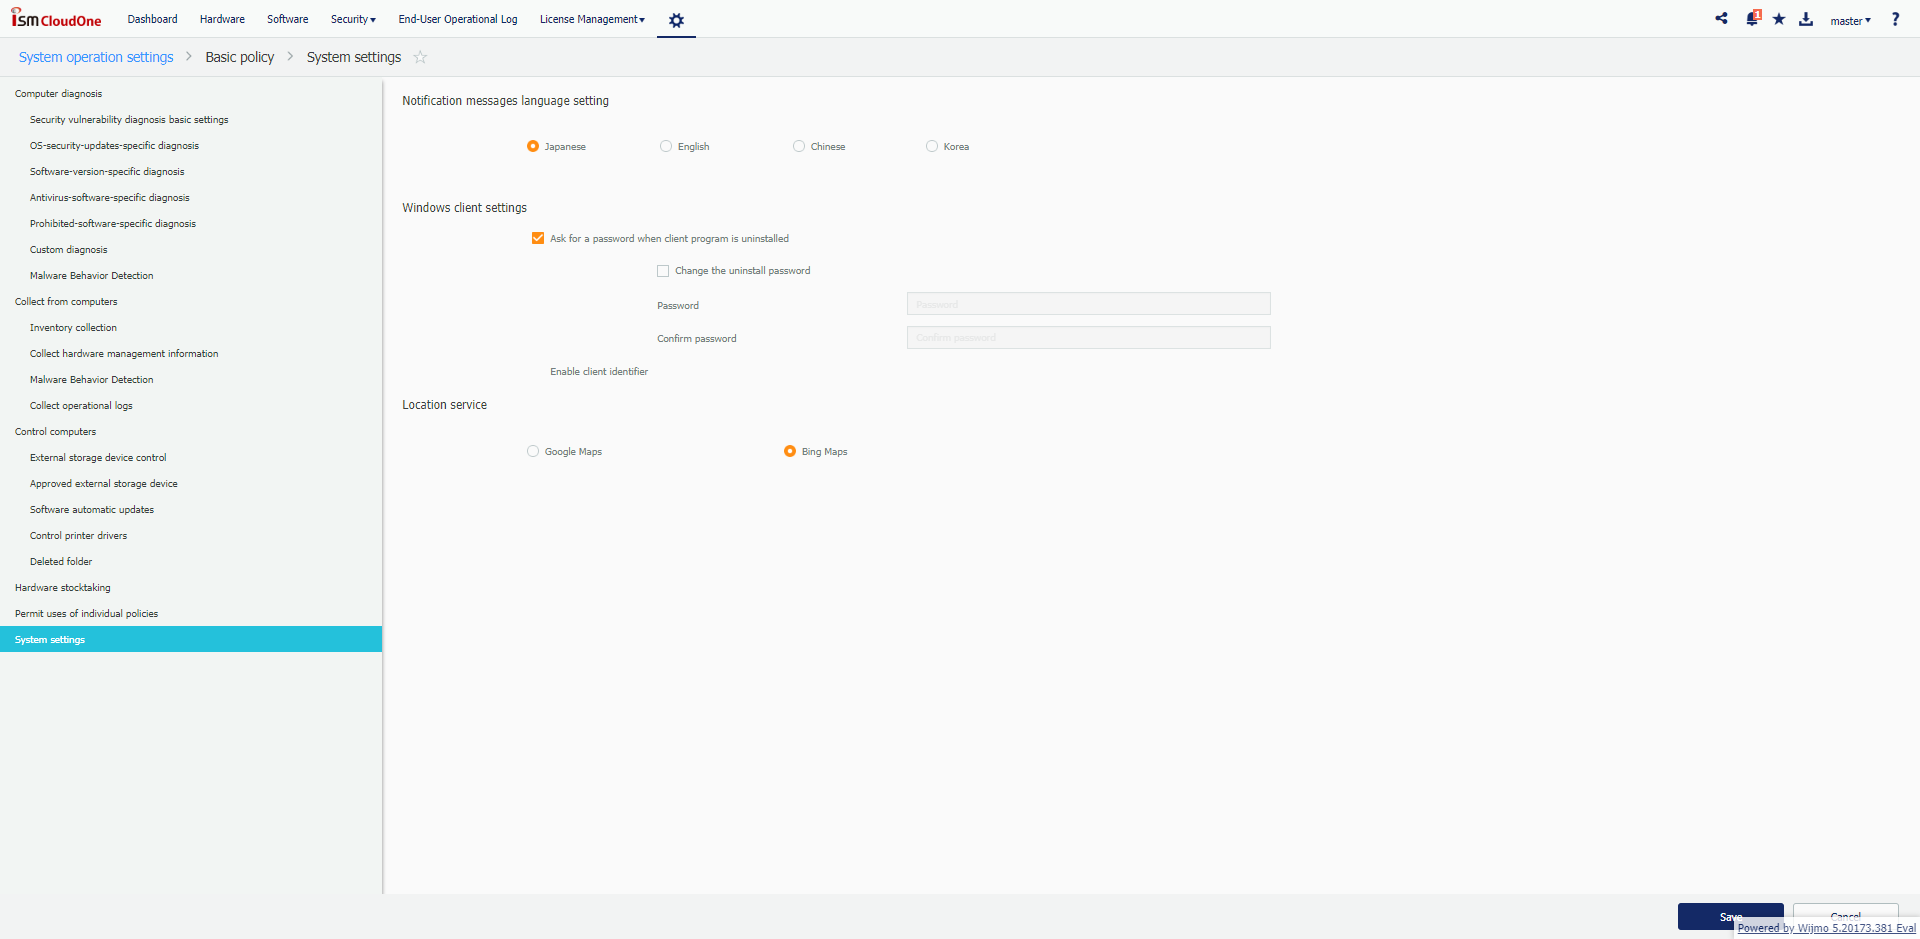 ism CloudOne Dashboard Hardware Software Security End-User Operational Log License Management 1 master ?
System operation settings > Basic policy > System settings
Computer diagnosis
Security vulnerability diagnosis basic settings
OS-security-updates-specific diagnosis
Software-version-specific diagnosis
Antivirus-software-specific diagnosis
Prohibited-software-specific diagnosis
Custom diagnosis
Malware Behavior Detection
Collect from computers
Inventory collection
Collect hardware management information
Malware Behavior Detection
Collect operational logs
Control computers
External storage device control
Approved external storage device
Software automatic updates
Control printer drivers
Deleted folder
Hardware stocktaking
Permit uses of individual policies
System settings
Notification messages language setting
Japanese English Chinese Korea
Windows client settings
Ask for a password when client program is uninstalled
Change the uninstall password
Password Password
Confirm password Confirm password
Enable client identifier
Location service
Google Maps Bing Maps
Save Cancel
Powered by Wijmo 5.20173.381 Eval